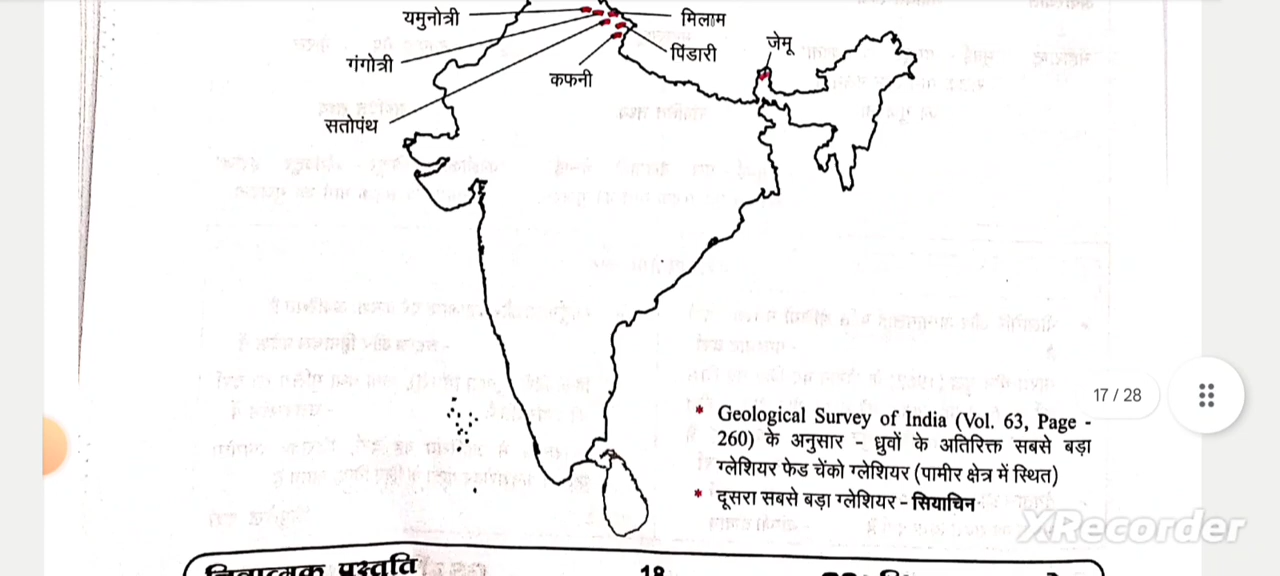 यमुनोत्री
मिलाम
गंगोत्री
पिंडारी
जेमू
कफनी
सतोपंथ
17 / 28
* Geological Survey of India (Vol. 63, Page -
260) के अनुसार - ध्रुवों के अतिरिक्त सबसे बड़ा
ग्लेशियर फेड चेंको ग्लेशियर (पामीर क्षेत्र में स्थित)
* दूसरा सबसे बड़ा ग्लेशियर - सियाचिन
XRecorder
18